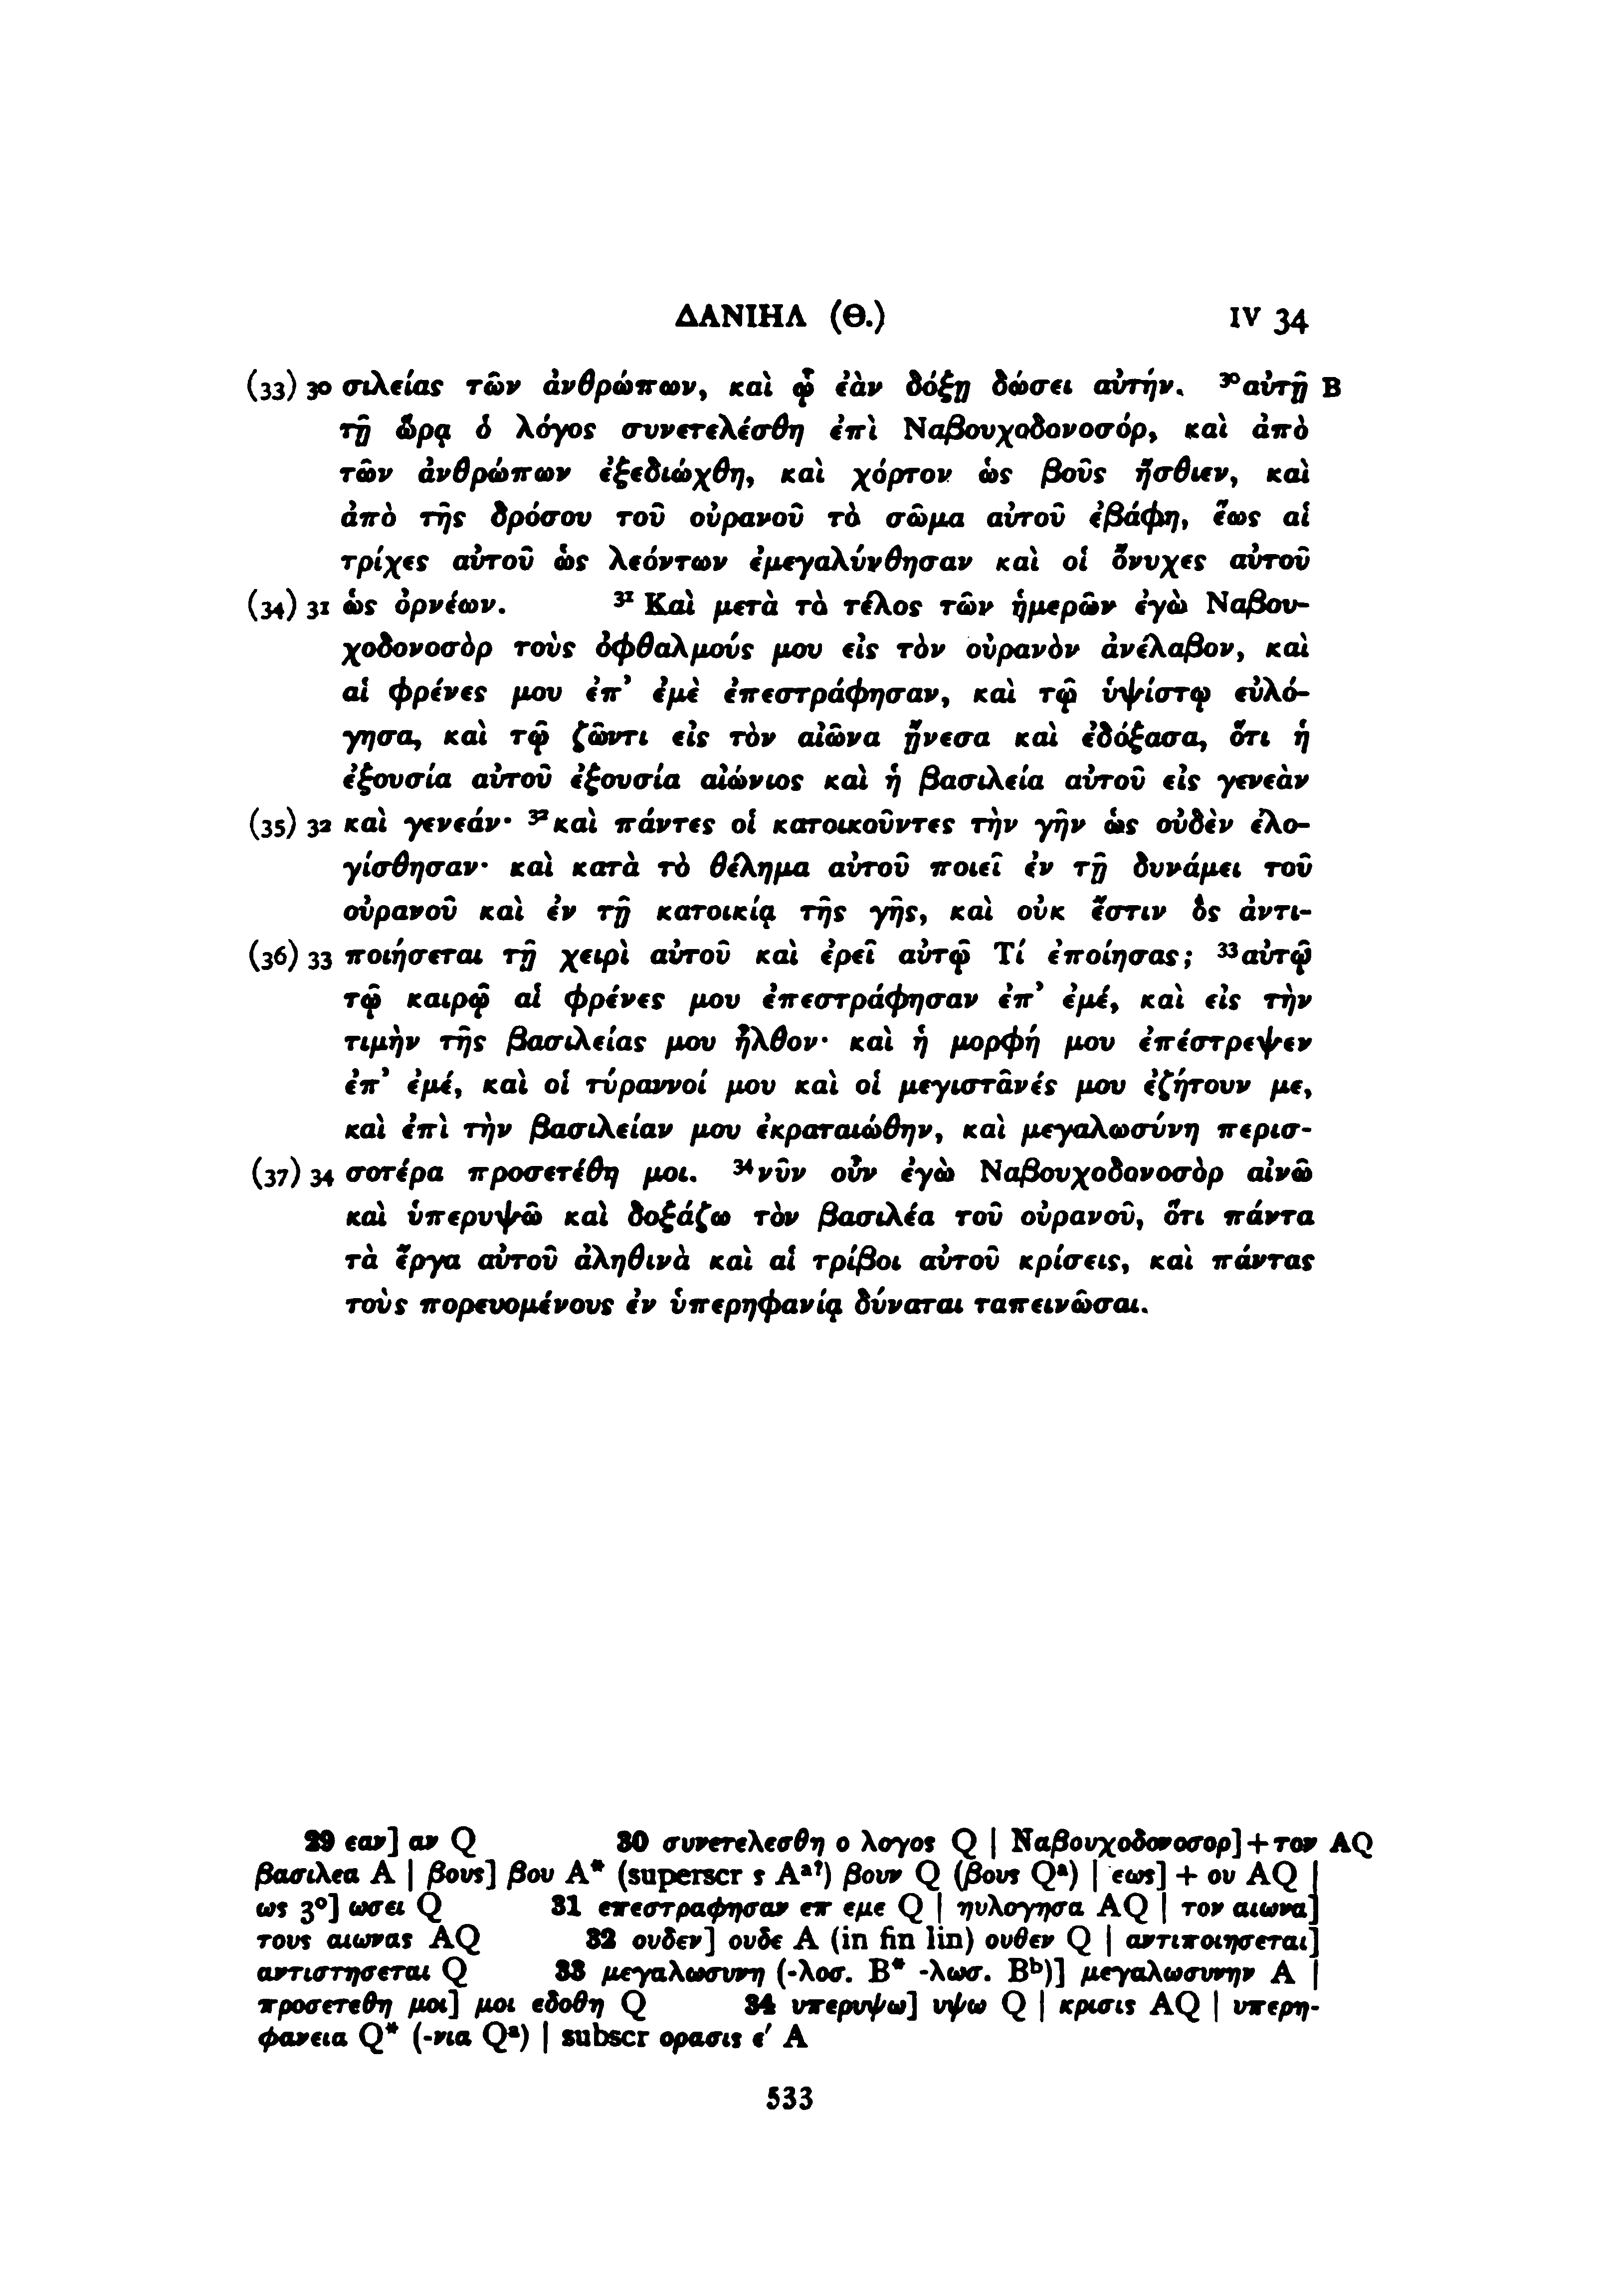 ΔΑΝΙΗΛ (Θ.) IV 34
(33) 30 σιλείας τῶν ἀνθρώπων, καὶ ᾧ ἐὰν δόξῃ δώσει αὐτήν. ³⁰αὐτῇ B
τῇ ὥρᾳ ὁ λόγος συνετελέσθη ἐπὶ Ναβουχοδονοσόρ, καὶ ἀπὸ
τῶν ἀνθρώπων ἐξεδιώχθη, καὶ χόρτον ὡς βοῦς ἤσθιεν, καὶ
ἀπὸ τῆς δρόσου τοῦ οὐρανοῦ τὸ σῶμα αὐτοῦ ἐβάφη, ἕως αἱ
τρίχες αὐτοῦ ὡς λεόντων ἐμεγαλύνθησαν καὶ οἱ ὄνυχες αὐτοῦ
(34) 31 ὡς ὀρνέων. ³¹ Καὶ μετὰ τὸ τέλος τῶν ἡμερῶν ἐγὼ Ναβου-
χοδονοσὸρ τοὺς ὀφθαλμούς μου εἰς τὸν οὐρανὸν ἀνέλαβον, καὶ
αἱ φρένες μου ἐπ’ ἐμὲ ἐπεστράφησαν, καὶ τῷ ὑψίστῳ εὐλό-
γησα, καὶ τῷ ζῶντι εἰς τὸν αἰῶνα ᾔνεσα καὶ ἐδόξασα, ὅτι ἡ
ἐξουσία αὐτοῦ ἐξουσία αἰώνιος καὶ ἡ βασιλεία αὐτοῦ εἰς γενεὰν
(35) 32 καὶ γενεάν· ³²καὶ πάντες οἱ κατοικοῦντες τὴν γῆν ὡς οὐδὲν ἐλο-
γίσθησαν· καὶ κατὰ τὸ θέλημα αὐτοῦ ποιεῖ ἐν τῇ δυνάμει τοῦ
οὐρανοῦ καὶ ἐν τῇ κατοικίᾳ τῆς γῆς, καὶ οὐκ ἔστιν ὃς ἀντι-
(36) 33 ποιήσεται τῇ χειρὶ αὐτοῦ καὶ ἐρεῖ αὐτῷ Τί ἐποίησας; ³³αὐτῷ
τῷ καιρῷ αἱ φρένες μου ἐπεστράφησαν ἐπ’ ἐμέ, καὶ εἰς τὴν
τιμὴν τῆς βασιλείας μου ἦλθον· καὶ ἡ μορφή μου ἐπέστρεψεν
ἐπ’ ἐμέ, καὶ οἱ τύραννοί μου καὶ οἱ μεγιστᾶνές μου ἐζήτουν με,
καὶ ἐπὶ τὴν βασιλείαν μου ἐκραταιώθην, καὶ μεγαλωσύνη περισ-
(37) 34 σοτέρα προσετέθη μοι. ³⁴νῦν οὖν ἐγὼ Ναβουχοδονοσὸρ αἰνῶ
καὶ ὑπερυψῶ καὶ δοξάζω τὸν βασιλέα τοῦ οὐρανοῦ, ὅτι πάντα
τὰ ἔργα αὐτοῦ ἀληθινὰ καὶ αἱ τρίβοι αὐτοῦ κρίσεις, καὶ πάντας
τοὺς πορευομένους ἐν ὑπερηφανίᾳ δύναται ταπεινῶσαι.
29 εαν] αν Q 30 συνετελεσθη ο λογος Q | Ναβουχοδονοσορ]+τον AQ
βασιλεα A | βους] βου A* (superscr ς Aᵃ?) βουν Q (βους Qᵃ) | εως] + ου AQ |
ως 3°] ωσει Q 31 επεστραφησαν επ εμε Q | ηυλογησα AQ | τον αιωνα]
τους αιωνας AQ 32 ουδεν] ουδε A (in fin lin) ουθεν Q | αντιποιησεται]
αντιστησεται Q 33 μεγαλωσυνη (-λοσ. B* -λωσ. Bᵇ)] μεγαλωσυνην A |
προσετεθη μοι] μοι εδοθη Q 34 υπερυψω] υψω Q | κρισις AQ | υπερη-
φανεια Q* (-νια Qᵃ) | subscr ορασις ε′ A
533